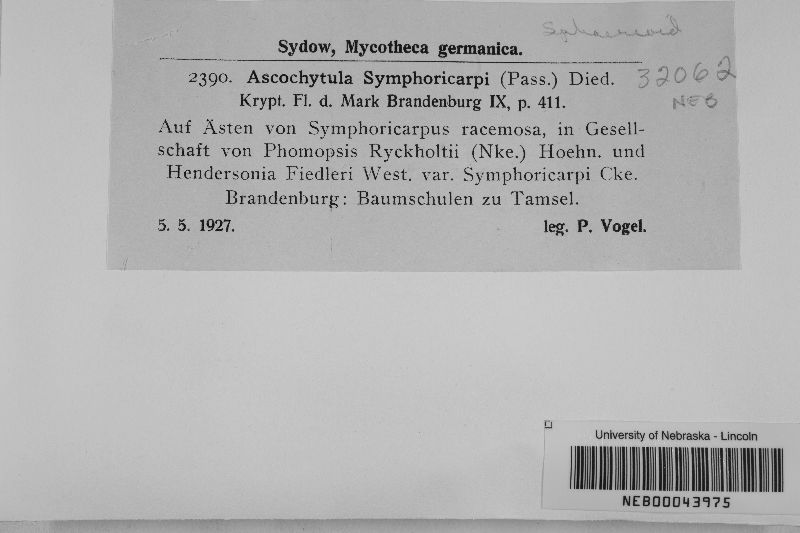 Sydow, Mycotheca germanica.
2390. Ascochytula Symphoricarpi (Pass.) Died.
32062
Krypt. Fl. d. Mark Brandenburg IX, p. 411.
NEB
Auf Ästen von Symphoricarpus racemosa, in Gesell-
schaft von Phomopsis Ryckholtii (Nke.) Hoehn. und
Hendersonia Fiedleri West. var. Symphoricarpi Cke.
Brandenburg: Baumschulen zu Tamsel.
5. 5. 1927. leg. P. Vogel.
University of Nebraska - Lincoln
NEB00043975